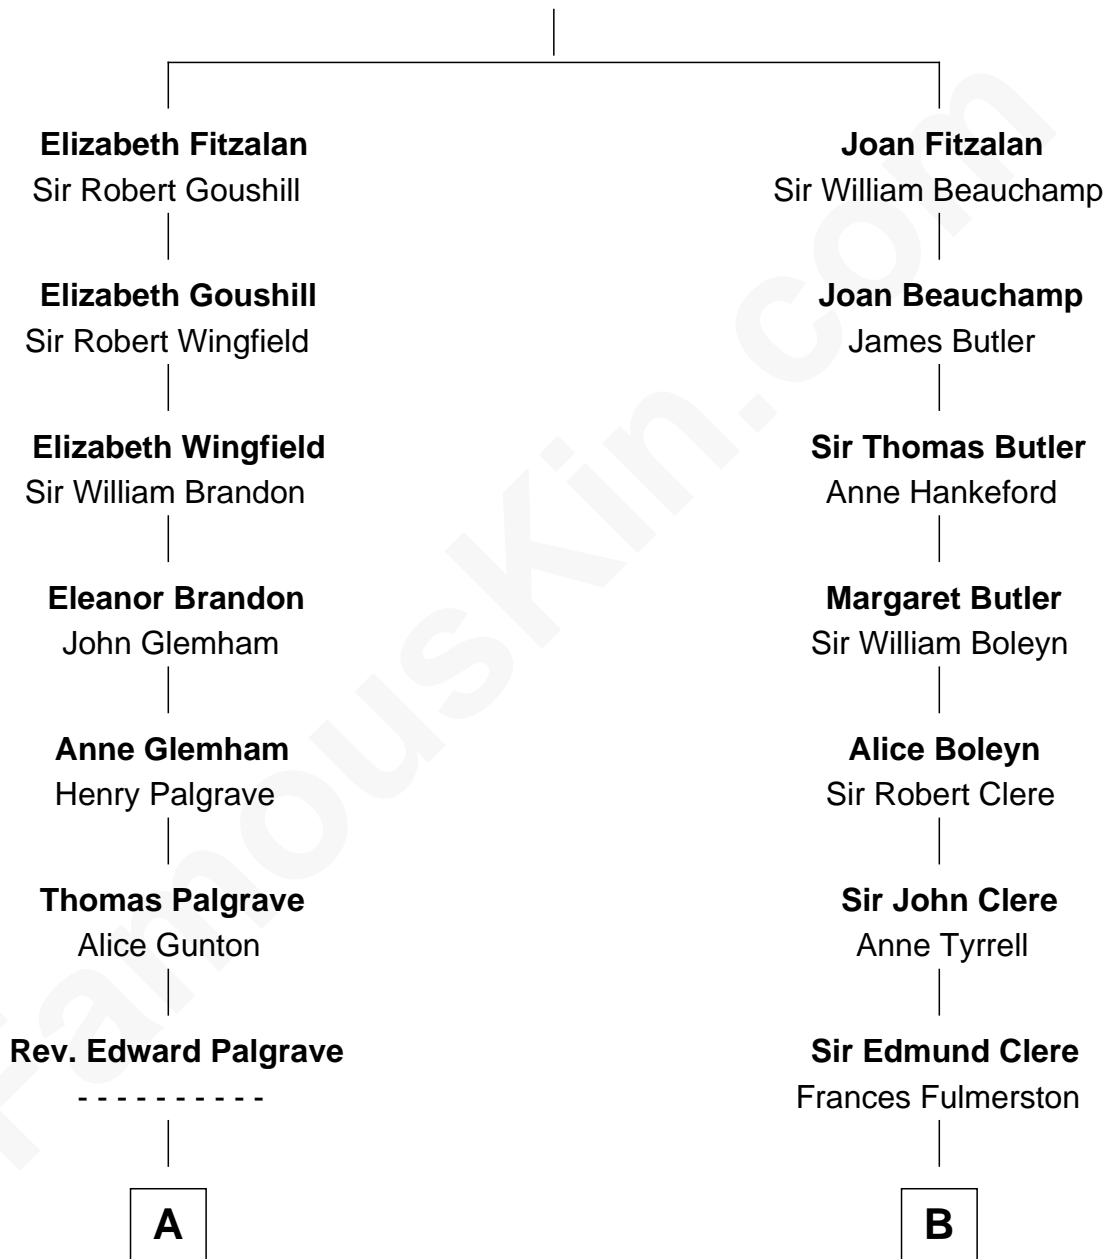 Elizabeth Fitzalan
Sir Robert Goushill
Elizabeth Goushill
Sir Robert Wingfield
Elizabeth Wingfield
Sir William Brandon
Eleanor Brandon
John Glemham
Anne Glemham
Henry Palgrave
Thomas Palgrave
Alice Gunton
Rev. Edward Palgrave
- - - - - - - - - -
A
Joan Fitzalan
Sir William Beauchamp
Joan Beauchamp
James Butler
Sir Thomas Butler
Anne Hankeford
Margaret Butler
Sir William Boleyn
Alice Boleyn
Sir Robert Clere
Sir John Clere
Anne Tyrrell
Sir Edmund Clere
Frances Fulmerston
B
FamousKin.com